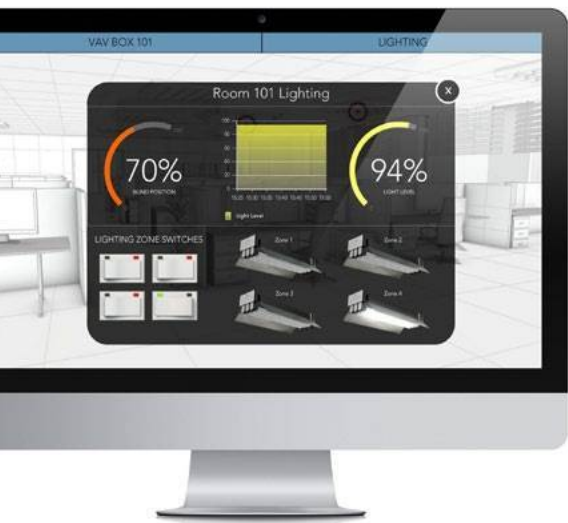 VAV BOX 101
LIGHTING
Room 101 Lighting
X
100
70%
BLIND POSITION
94%
LIGHT LEVEL
Light Level
LIGHTING ZONE SWITCHES
Zone 1
Zone 2
Zone 3
Zone 4